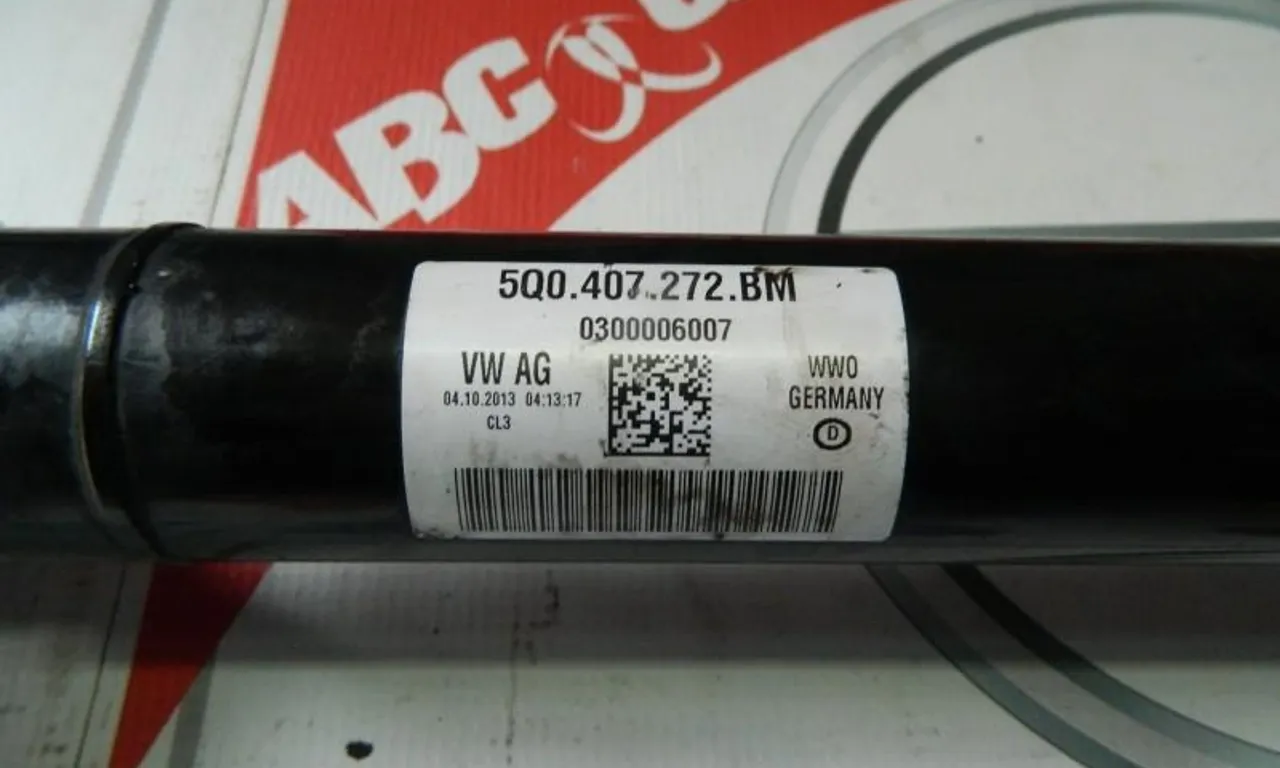 ABC
5Q0.407.272.BM
0300006007
VW AG
04.10.2013 04:13:17
CL3
WWO
GERMANY
D